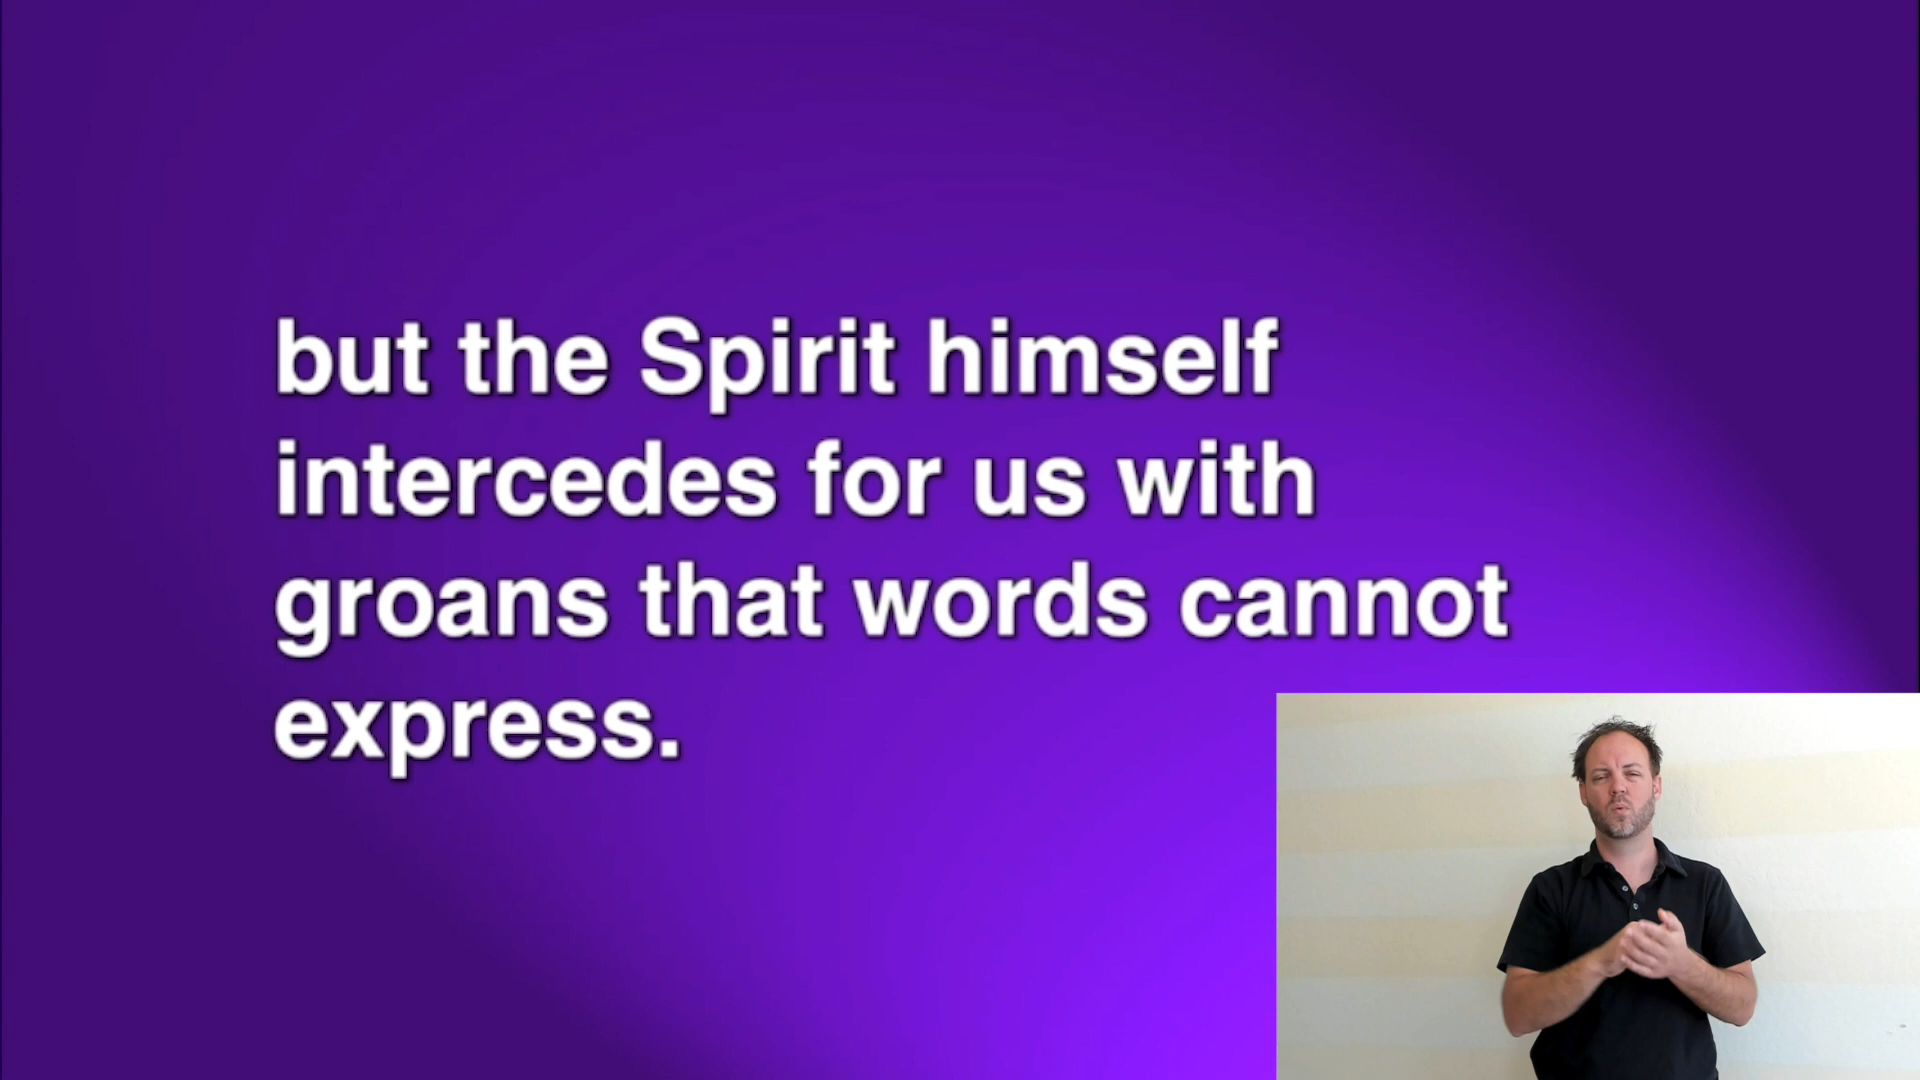 but the Spirit himself
intercedes for us with
groans that words cannot
express.